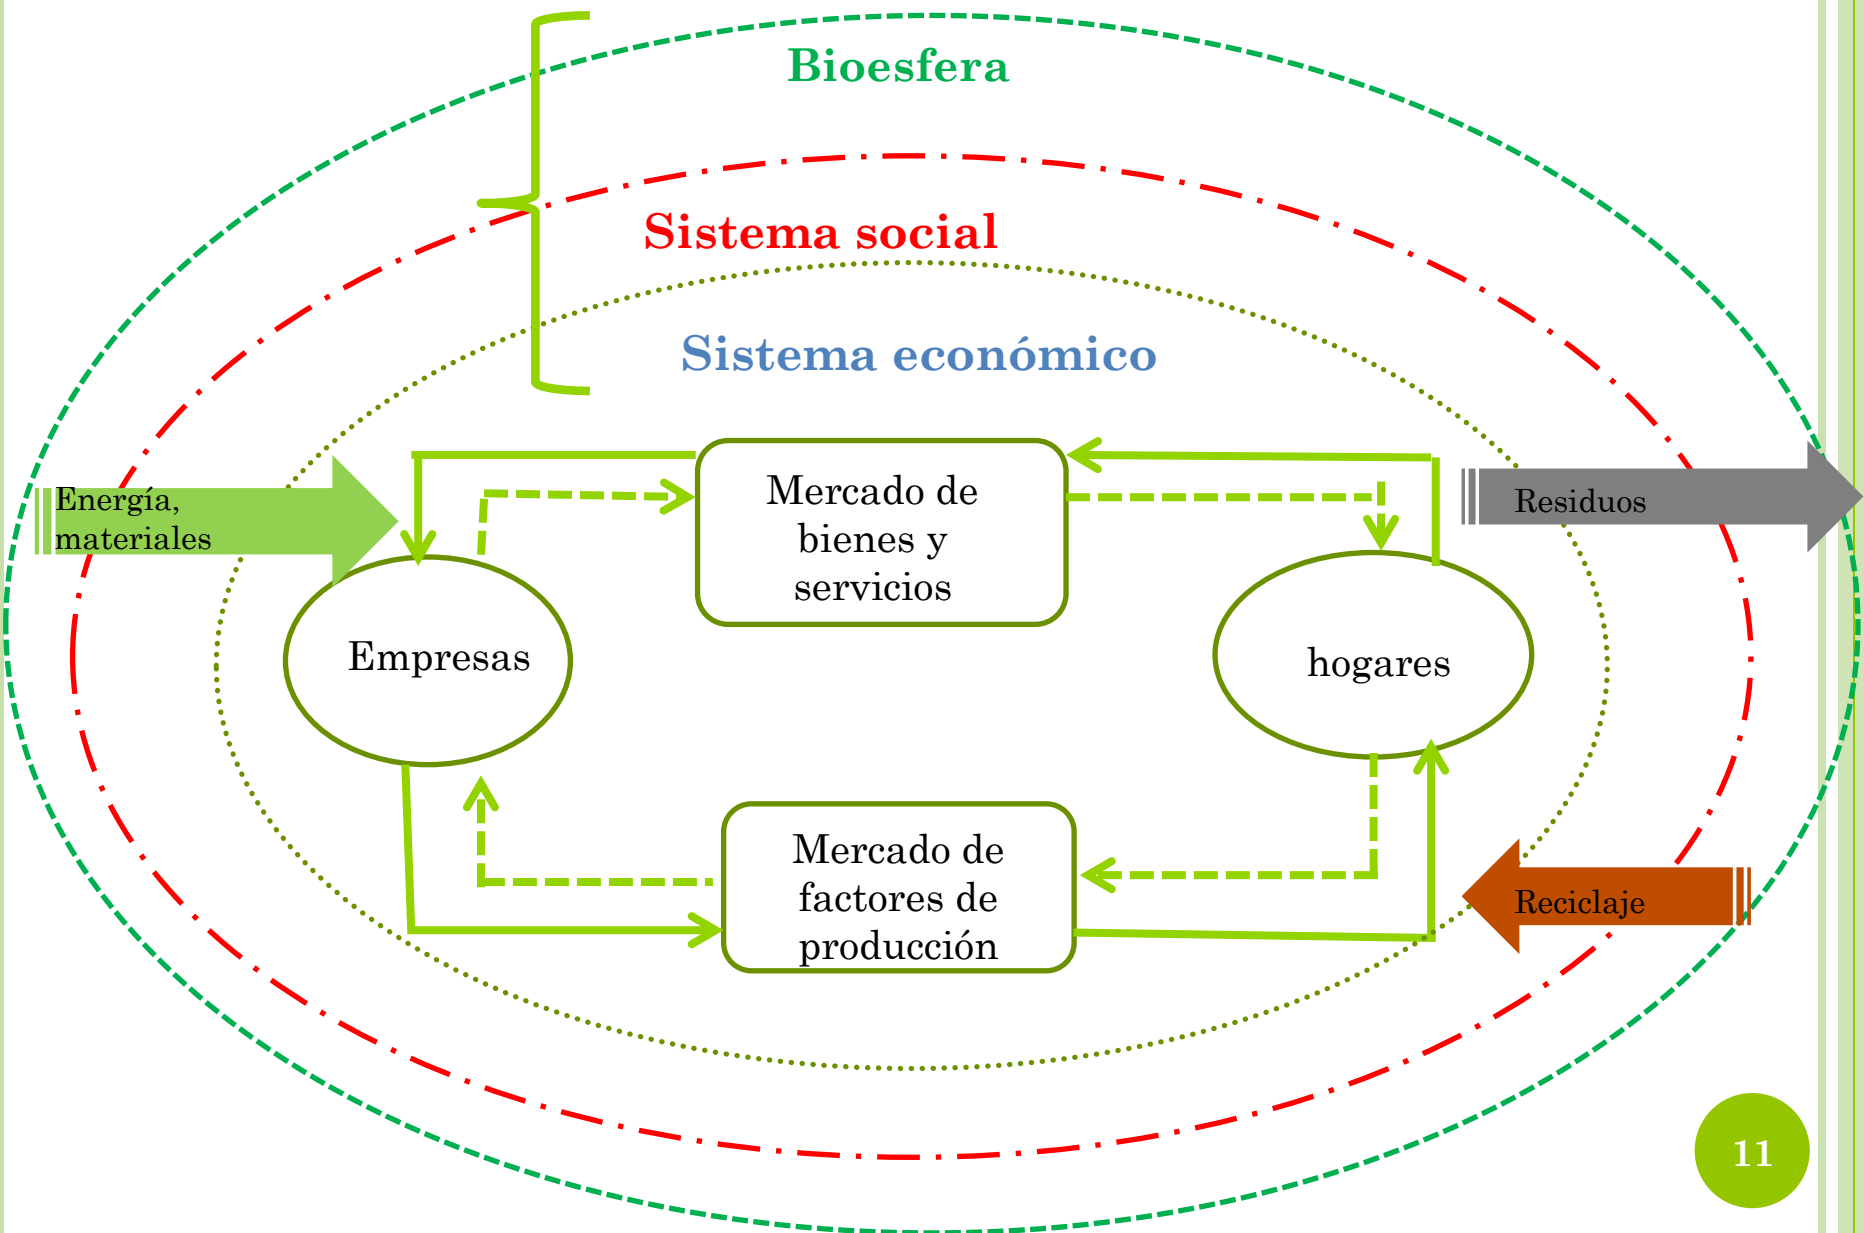 Bioesfera
Sistema social
Sistema económico
Energía,
materiales
Mercado de
bienes y
servicios
Residuos
Empresas
hogares
Mercado de
factores de
producción
Reciclaje
11